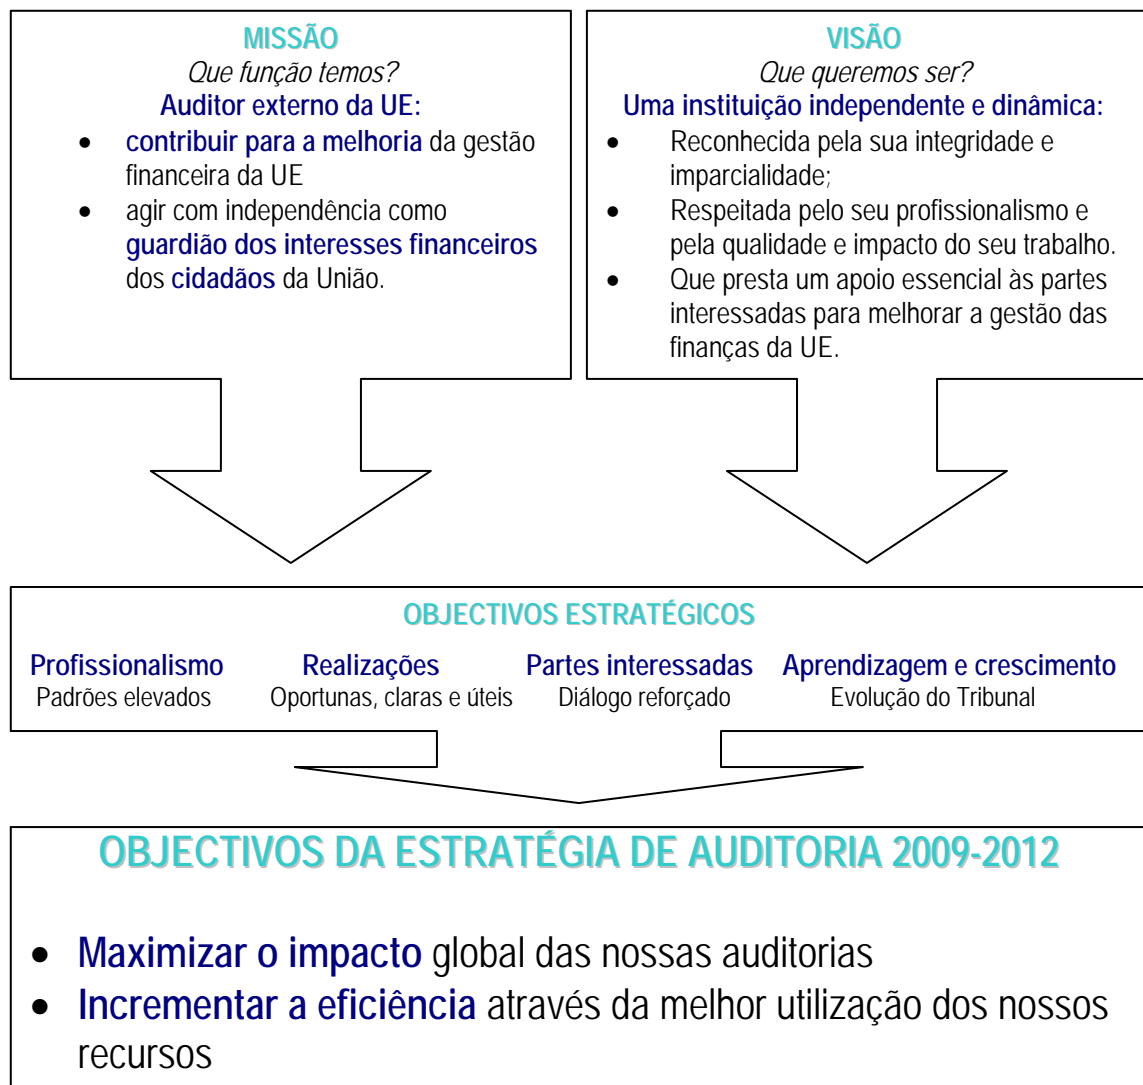 MISSÃO
Que função temos?
Auditor externo da UE:
• contribuir para a melhoria da gestão
financeira da UE
• agir com independência como
guardião dos interesses financeiros
dos cidadãos da União.
VISÃO
Que queremos ser?
Uma instituição independente e dinâmica:
• Reconhecida pela sua integridade e
imparcialidade;
• Respeitada pelo seu profissionalismo e
pela qualidade e impacto do seu trabalho.
• Que presta um apoio essencial às partes
interessadas para melhorar a gestão das
finanças da UE.
OBJECTIVOS ESTRATÉGICOS
Profissionalismo
Padrões elevados
Realizações
Oportunas, claras e úteis
Partes interessadas
Diálogo reforçado
Aprendizagem e crescimento
Evolução do Tribunal
OBJECTIVOS DA ESTRATÉGIA DE AUDITORIA 2009-2012
• Maximizar o impacto global das nossas auditorias
• Incrementar a eficiência através da melhor utilização dos nossos
recursos